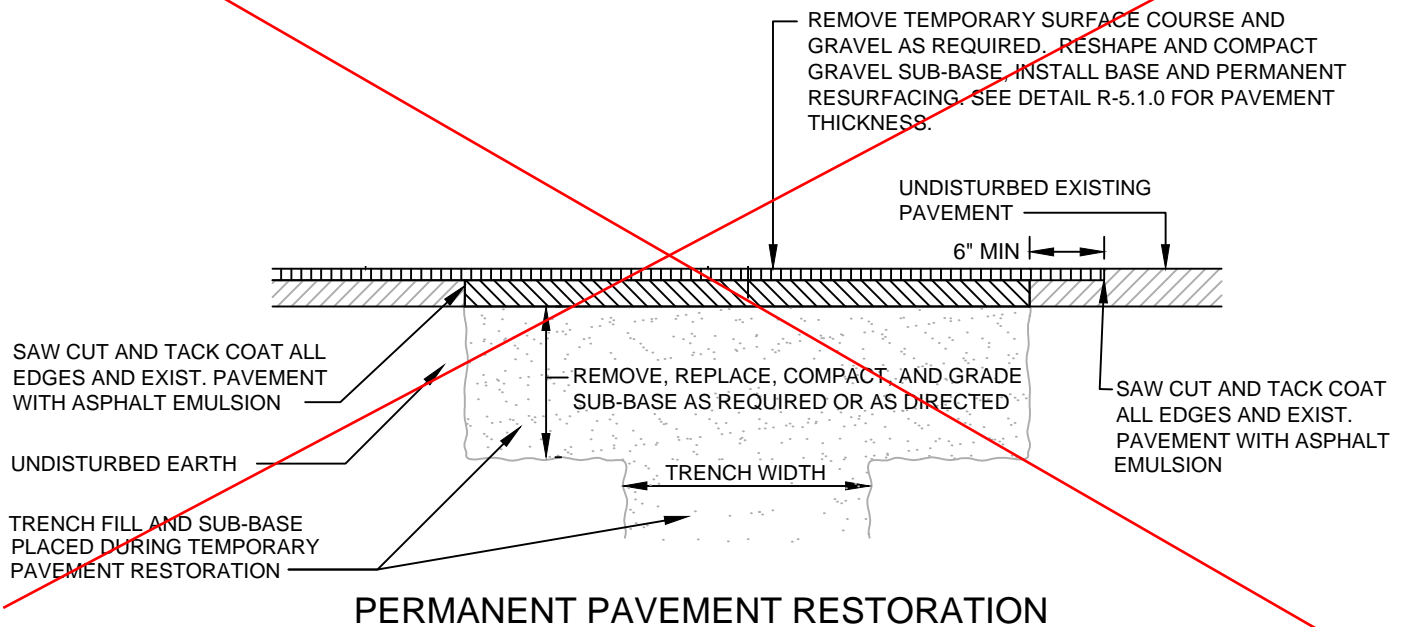 REMOVE TEMPORARY SURFACE COURSE AND
GRAVEL AS REQUIRED. RESHAPE AND COMPACT
GRAVEL SUB-BASE, INSTALL BASE AND PERMANENT
RESURFACING. SEE DETAIL R-5.1.0 FOR PAVEMENT
THICKNESS.
UNDISTURBED EXISTING
PAVEMENT
6" MIN
SAW CUT AND TACK COAT ALL
EDGES AND EXIST. PAVEMENT
WITH ASPHALT EMULSION
REMOVE, REPLACE, COMPACT, AND GRADE
SUB-BASE AS REQUIRED OR AS DIRECTED
SAW CUT AND TACK COAT
ALL EDGES AND EXIST.
PAVEMENT WITH ASPHALT
EMULSION
UNDISTURBED EARTH
TRENCH WIDTH
TRENCH FILL AND SUB-BASE
PLACED DURING TEMPORARY
PAVEMENT RESTORATION
PERMANENT PAVEMENT RESTORATION